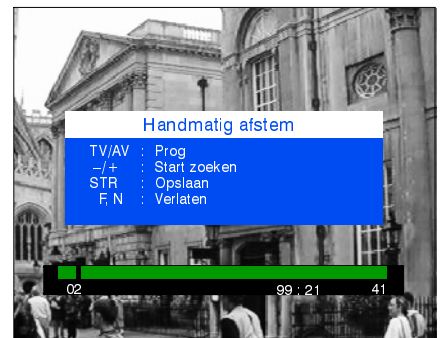 Handmatig afstem
TV/AV : Prog
–/+ : Start zoeken
STR : Opslaan
F, N : Verlaten
02 99 : 21 41